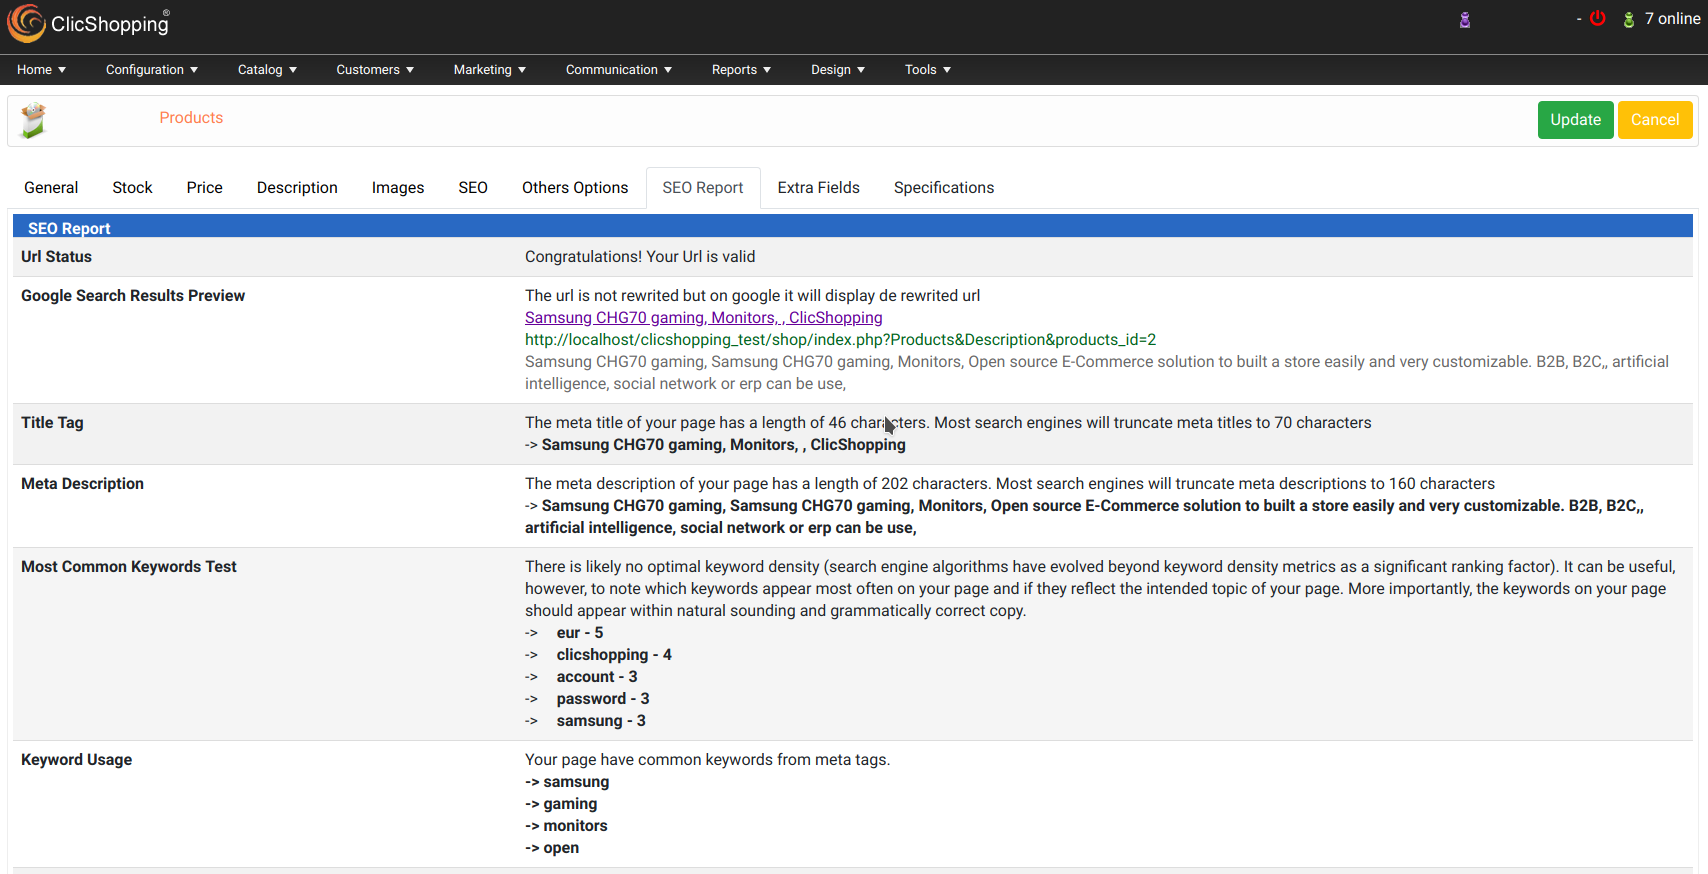 ClicShopping®
- 7 online
Home Configuration Catalog Customers Marketing Communication Reports Design Tools
Products
Update Cancel
General Stock Price Description Images SEO Others Options SEO Report Extra Fields Specifications
SEO Report
Url Status
Congratulations! Your Url is valid
Google Search Results Preview
The url is not rewrited but on google it will display de rewrited url
Samsung CHG70 gaming, Monitors, , ClicShopping
http://localhost/clicshopping_test/shop/index.php?Products&Description&products_id=2
Samsung CHG70 gaming, Samsung CHG70 gaming, Monitors, Open source E-Commerce solution to built a store easily and very customizable. B2B, B2C,, artificial
intelligence, social network or erp can be use,
Title Tag
The meta title of your page has a length of 46 characters. Most search engines will truncate meta titles to 70 characters
-> Samsung CHG70 gaming, Monitors, , ClicShopping
Meta Description
The meta description of your page has a length of 202 characters. Most search engines will truncate meta descriptions to 160 characters
-> Samsung CHG70 gaming, Samsung CHG70 gaming, Monitors, Open source E-Commerce solution to built a store easily and very customizable. B2B, B2C,,
artificial intelligence, social network or erp can be use,
Most Common Keywords Test
There is likely no optimal keyword density (search engine algorithms have evolved beyond keyword density metrics as a significant ranking factor). It can be useful,
however, to note which keywords appear most often on your page and if they reflect the intended topic of your page. More importantly, the keywords on your page
should appear within natural sounding and grammatically correct copy.
-> eur - 5
-> clicshopping - 4
-> account - 3
-> password - 3
-> samsung - 3
Keyword Usage
Your page have common keywords from meta tags.
-> samsung
-> gaming
-> monitors
-> open